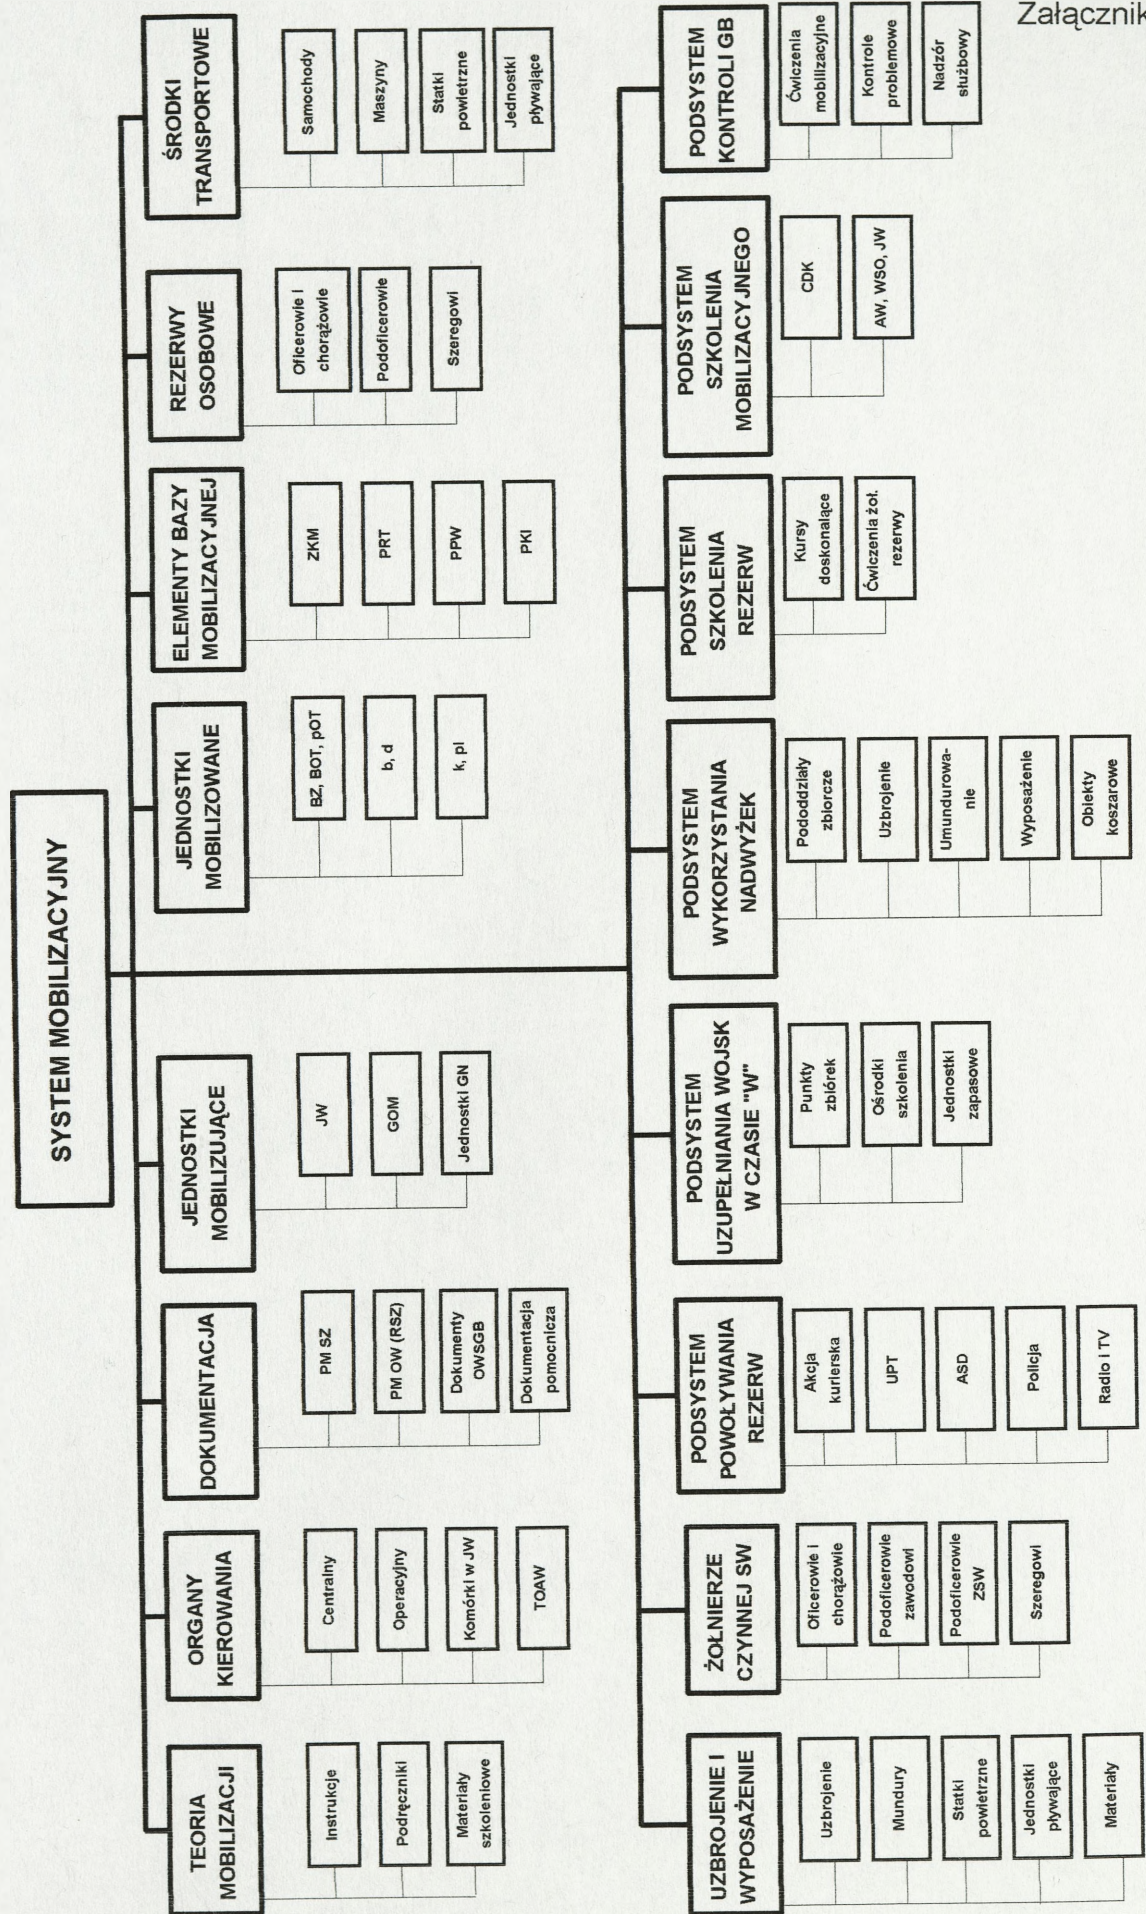 Załącznik
SYSTEM MOBILIZACYJNY
TEORIA
MOBILIZACJI
Instrukcje
Podręczniki
Materiały
szkoleniowe
ORGANY
KIEROWANIA
Centralny
Operacyjny
Komórki w JW
TOAW
DOKUMENTACJA
PM SZ
PM OW (RSZ)
Dokumenty
OWSGB
Dokumentacja
pomocnicza
JEDNOSTKI
MOBILIZUJĄCE
JW
GOM
Jednostki GN
JEDNOSTKI
MOBILIZOWANE
BZ, BOT, pOT
b, d
k, pl
ELEMENTY BAZY
MOBILIZACYJNEJ
ZKM
PRT
PPW
PKI
REZERWY
OSOBOWE
Oficerowie i
chorążowie
Podoficerowie
Szeregowi
ŚRODKI
TRANSPORTOWE
Samochody
Maszyny
Statki
powietrzne
Jednostki
pływające
UZBROJENIE I
WYPOSAŻENIE
Uzbrojenie
Mundury
Statki
powietrzne
Jednostki
pływające
Materiały
ŻOŁNIERZE
CZYNNEJ SW
Oficerowie i
chorążowie
Podoficerowie
zawodowi
Podoficerowie
ZSW
Szeregowi
PODSYSTEM
POWOŁYWANIA
REZERW
Akcja
kurierska
UPT
ASD
Policja
Radio i TV
PODSYSTEM
UZUPEŁNIANIA WOJSK
W CZASIE "W"
Punkty
zbiórek
Ośrodki
szkolenia
Jednostki
zapasowe
PODSYSTEM
WYKORZYSTANIA
NADWYŻEK
Pododdziały
zbiorcze
Uzbrojenie
Umundurowa-
nie
Wyposażenie
Obiekty
koszarowe
PODSYSTEM
SZKOLENIA
REZERW
Kursy
doskonalące
Ćwiczenia żoł.
rezerwy
PODSYSTEM
SZKOLENIA
MOBILIZACYJNEGO
CDK
AW, WSO, JW
PODSYSTEM
KONTROLI GB
Ćwiczenia
mobilizacyjne
Kontrole
problemowe
Nadzór
służbowy